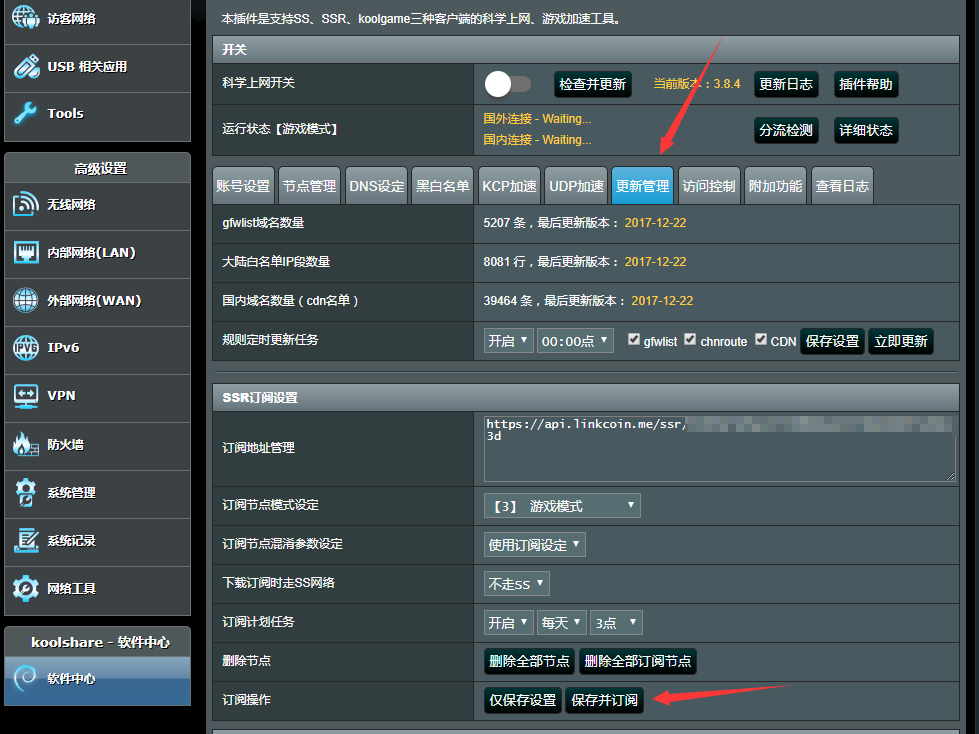 访客网络
USB 相关应用
Tools
高级设置
无线网络
内部网络(LAN)
外部网络(WAN)
IPv6
VPN
防火墙
系统管理
系统记录
网络工具
koolshare - 软件中心
软件中心
本插件是支持SS、SSR、koolgame三种客户端的科学上网、游戏加速工具。
开关
科学上网开关 检查并更新 当前版本：3.8.4 更新日志 插件帮助
运行状态【游戏模式】 国外连接 - Waiting...
国内连接 - Waiting... 分流检测 详细状态
账号设置 节点管理 DNS设定 黑白名单 KCP加速 UDP加速 更新管理 访问控制 附加功能 查看日志
gfwlist域名数量 5207 条，最后更新版本： 2017-12-22
大陆白名单IP段数量 8081 行，最后更新版本： 2017-12-22
国内域名数量（cdn名单） 39464 条，最后更新版本： 2017-12-22
规则定时更新任务 开启 00:00点 gfwlist chnroute CDN 保存设置 立即更新
SSR订阅设置
订阅地址管理 https://api.linkcoin.me/ssr/
3d
订阅节点模式设定 【3】 游戏模式
订阅节点混淆参数设定 使用订阅设定
下载订阅时走SS网络 不走SS
订阅计划任务 开启 每天 3点
删除节点 删除全部节点 删除全部订阅节点
订阅操作 仅保存设置 保存并订阅